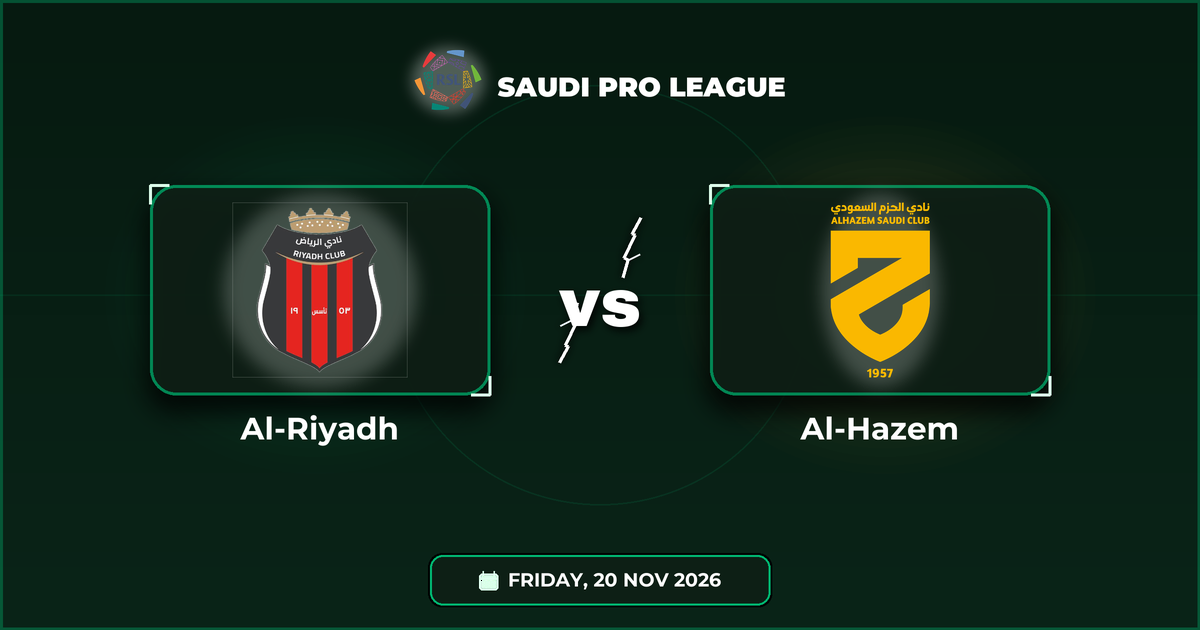 RSL
SAUDI PRO LEAGUE
نادي الرياض
RIYADH CLUB
١٩ تأسس ٥٣
نادي الحزم السعودي
ALHAZEM SAUDI CLUB
1957
VS
Al-Riyadh
Al-Hazem
FRIDAY, 20 NOV 2026